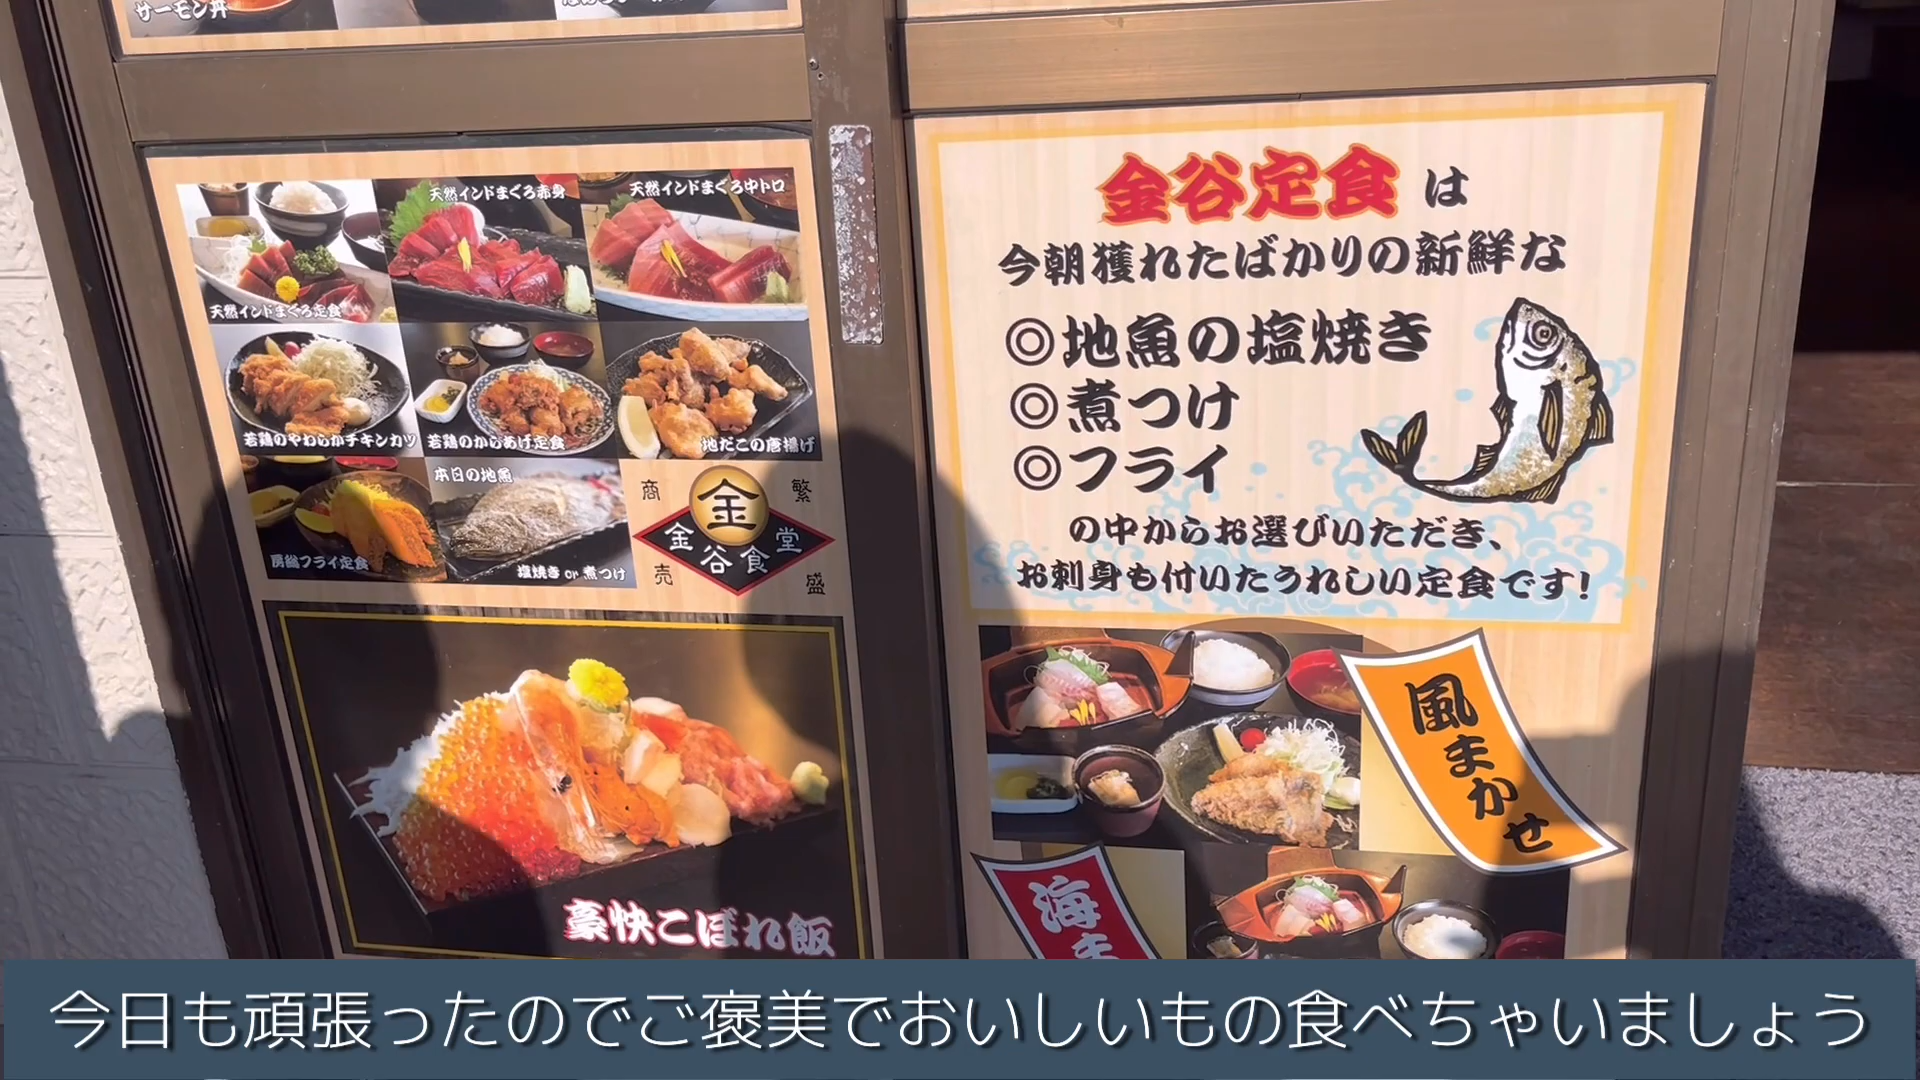 サーモン丼
天然インドまぐろ赤身
天然インドまぐろ中トロ
天然インドまぐろ定食
若鶏のやわらかチキンカツ
若鶏のからあげ定食
地だこの唐揚げ
本日の地魚
房総フライ定食
塩焼き or 煮つけ
商売繁盛
金
金谷食堂
豪快こぼれ飯
金谷定食は
今朝獲れたばかりの新鮮な
◎地魚の塩焼き
◎煮つけ
◎フライ
の中からお選びいただき、
お刺身も付いたうれしい定食です!
風まかせ
海ま
今日も頑張ったのでご褒美でおいしいもの食べちゃいましょう